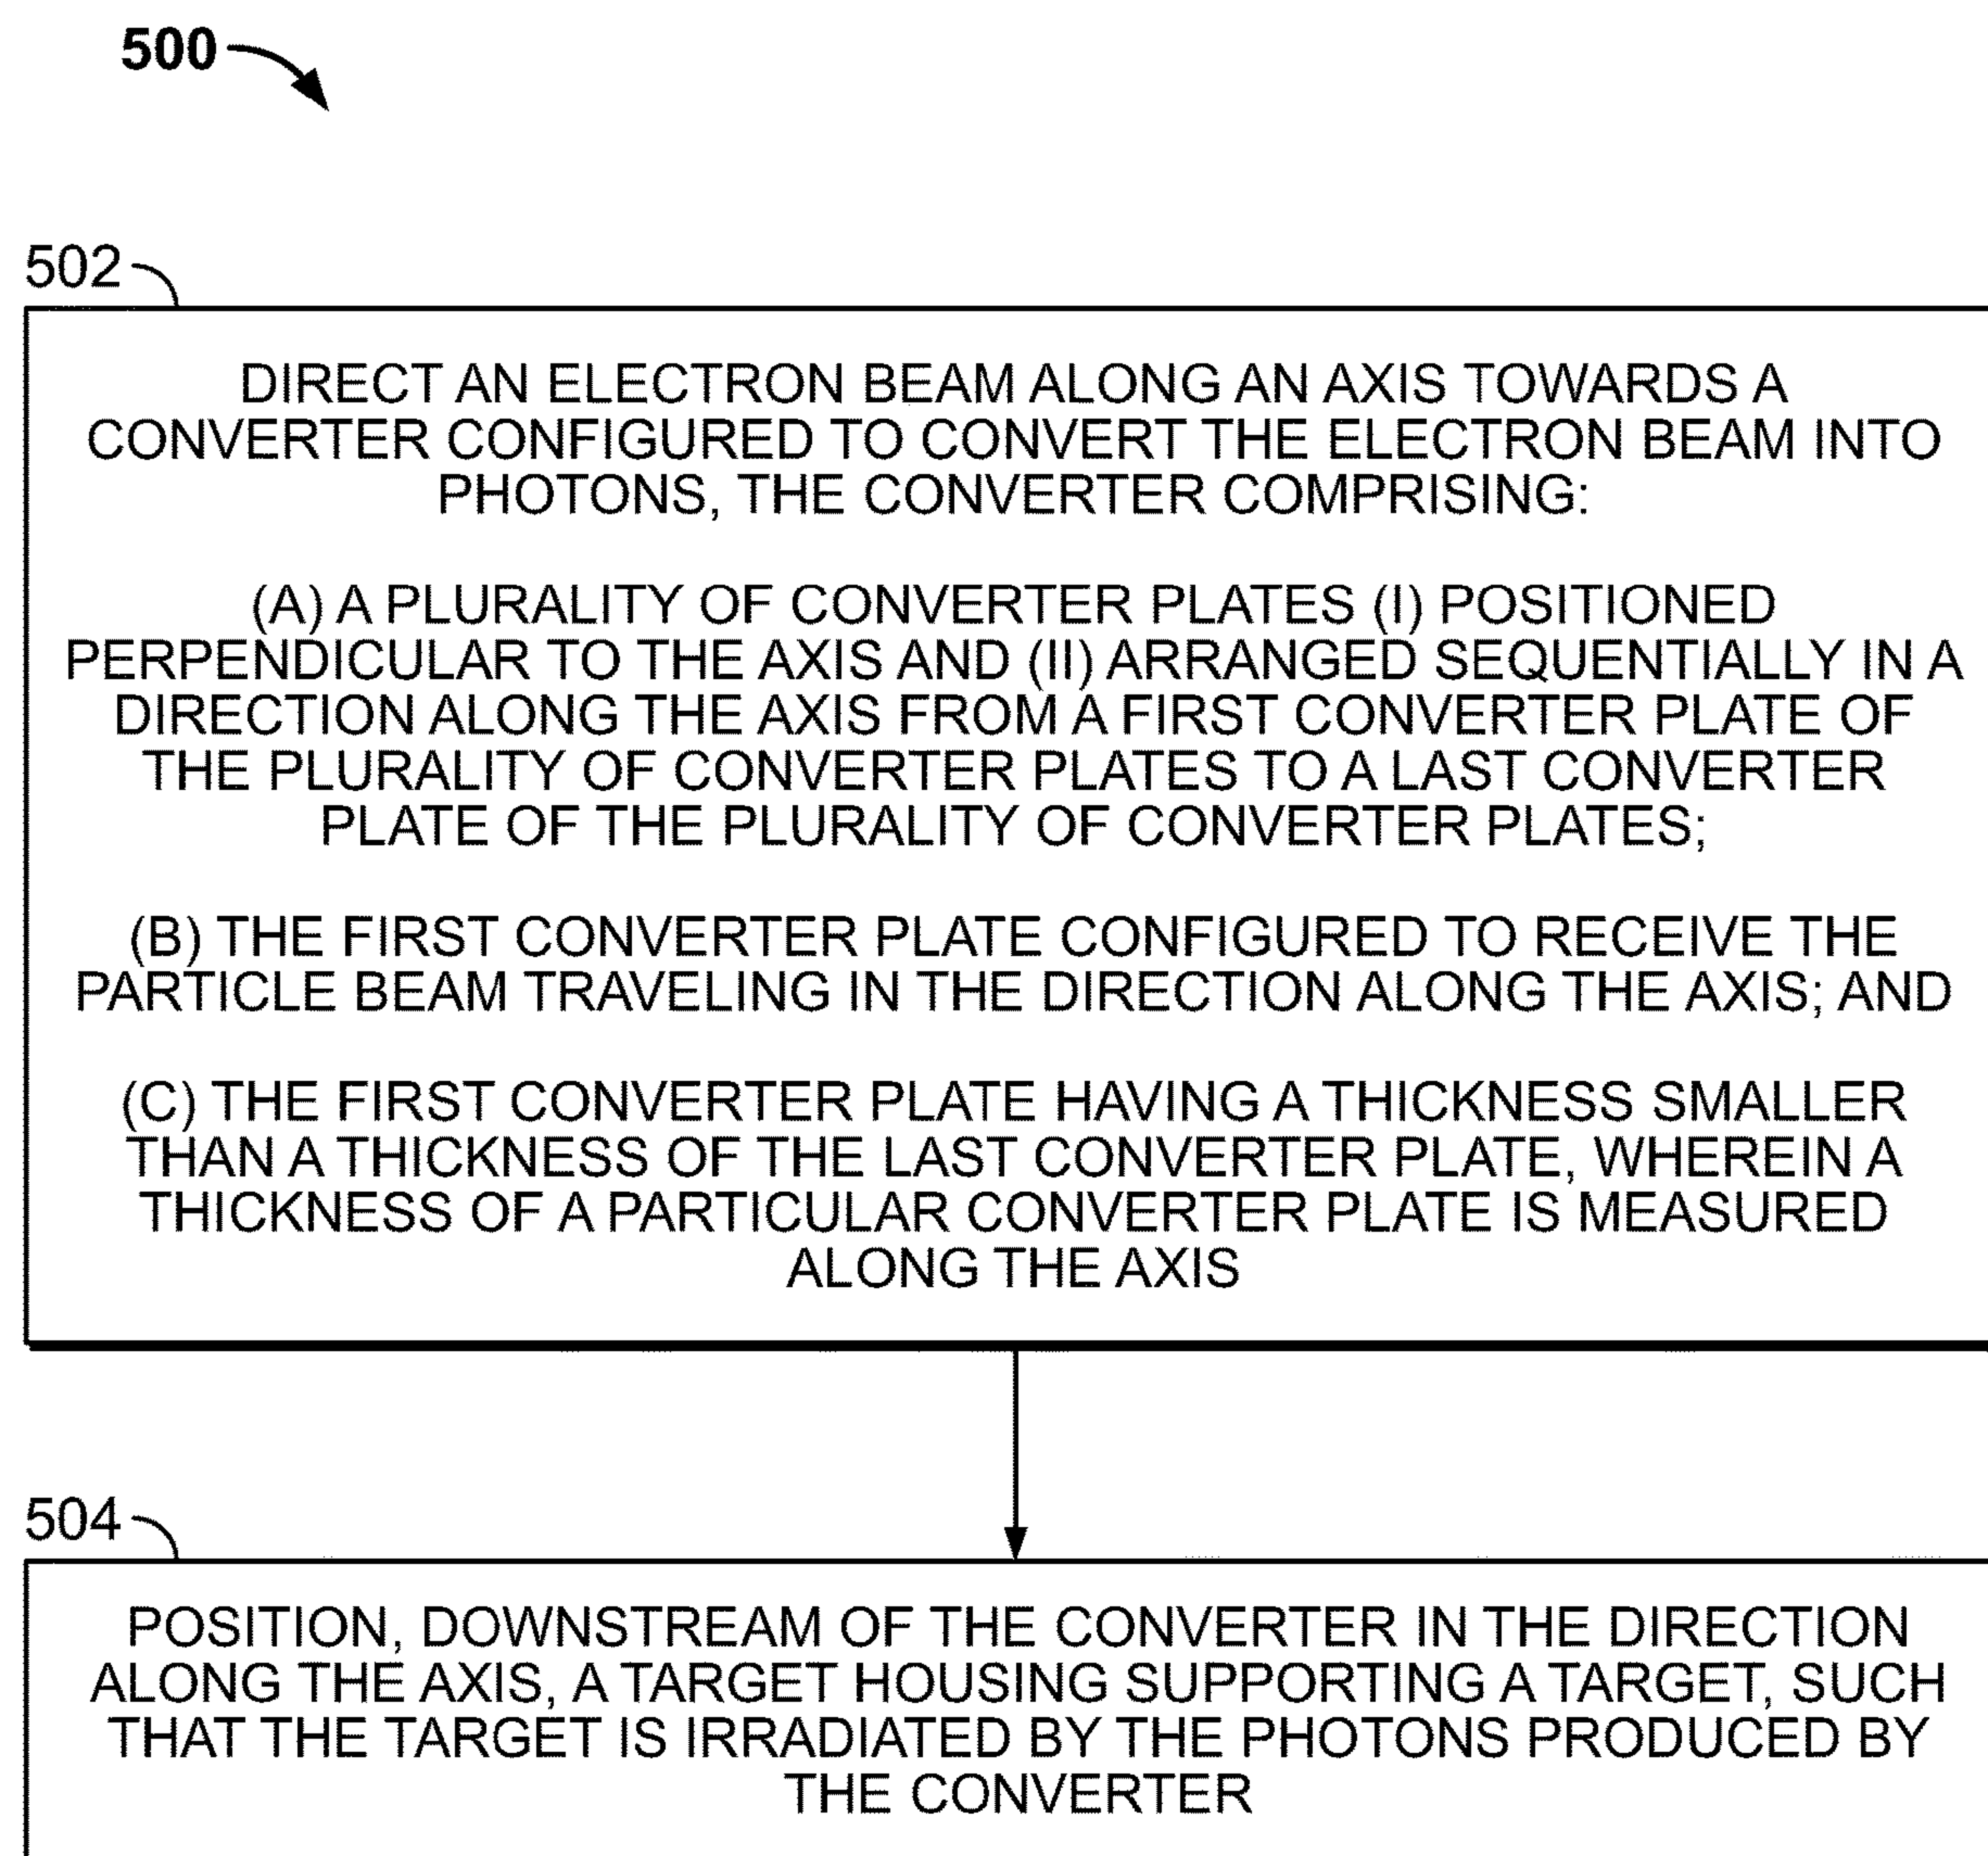 500
502
DIRECT AN ELECTRON BEAM ALONG AN AXIS TOWARDS A
CONVERTER CONFIGURED TO CONVERT THE ELECTRON BEAM INTO
PHOTONS, THE CONVERTER COMPRISING:
(A) A PLURALITY OF CONVERTER PLATES (I) POSITIONED
PERPENDICULAR TO THE AXIS AND (II) ARRANGED SEQUENTIALLY IN A
DIRECTION ALONG THE AXIS FROM A FIRST CONVERTER PLATE OF
THE PLURALITY OF CONVERTER PLATES TO A LAST CONVERTER
PLATE OF THE PLURALITY OF CONVERTER PLATES;
(B) THE FIRST CONVERTER PLATE CONFIGURED TO RECEIVE THE
PARTICLE BEAM TRAVELING IN THE DIRECTION ALONG THE AXIS; AND
(C) THE FIRST CONVERTER PLATE HAVING A THICKNESS SMALLER
THAN A THICKNESS OF THE LAST CONVERTER PLATE, WHEREIN A
THICKNESS OF A PARTICULAR CONVERTER PLATE IS MEASURED
ALONG THE AXIS
504
POSITION, DOWNSTREAM OF THE CONVERTER IN THE DIRECTION
ALONG THE AXIS, A TARGET HOUSING SUPPORTING A TARGET, SUCH
THAT THE TARGET IS IRRADIATED BY THE PHOTONS PRODUCED BY
THE CONVERTER